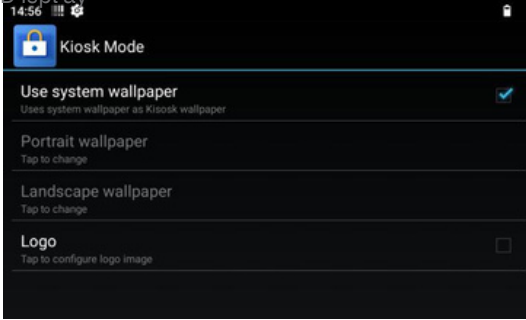 14:56
Kiosk Mode
Use system wallpaper
Uses system wallpaper as Kisosk wallpaper
Portrait wallpaper
Tap to change
Landscape wallpaper
Tap to change
Logo
Tap to configure logo image